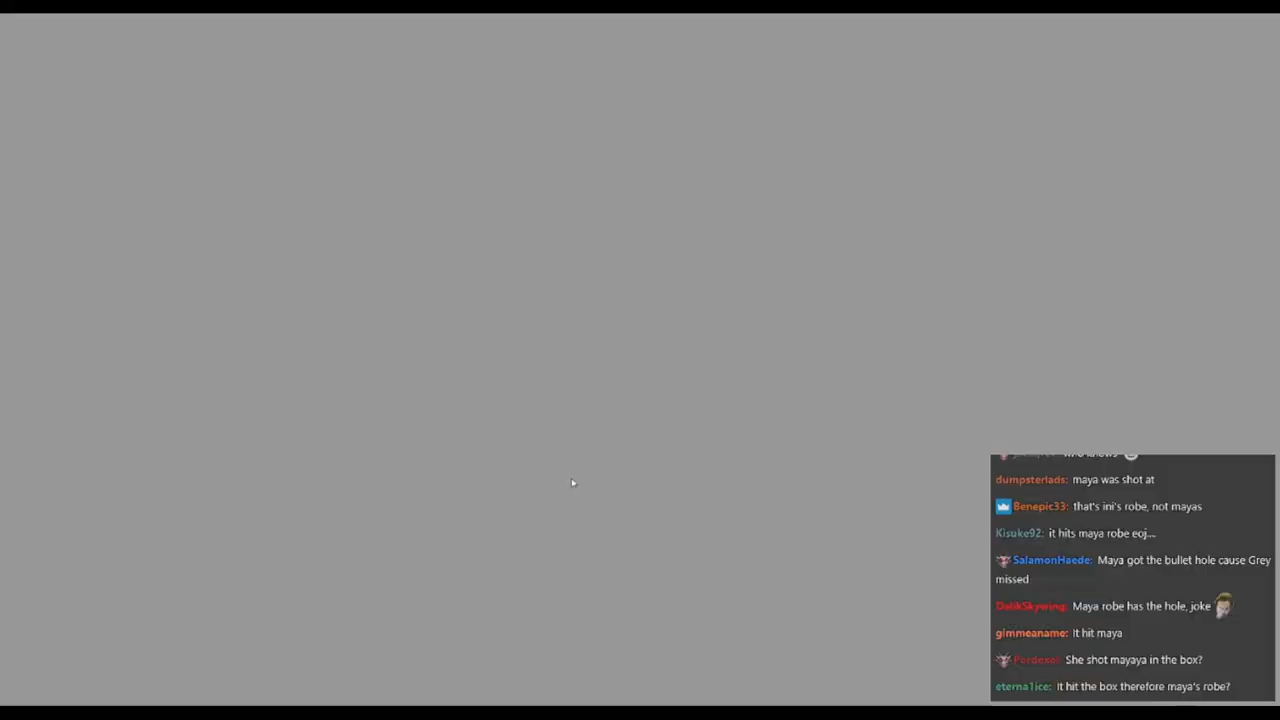 dumpsterlads: maya was shot at
Benepic33: that's ini's robe, not mayas
Kisuke92: it hits maya robe eoj...
SalamonHaede: Maya got the bullet hole cause Grey
missed
Maya robe has the hole, joke
gimmeaname: It hit maya
She shot mayaya in the box?
eterna1ice: It hit the box therefore maya's robe?